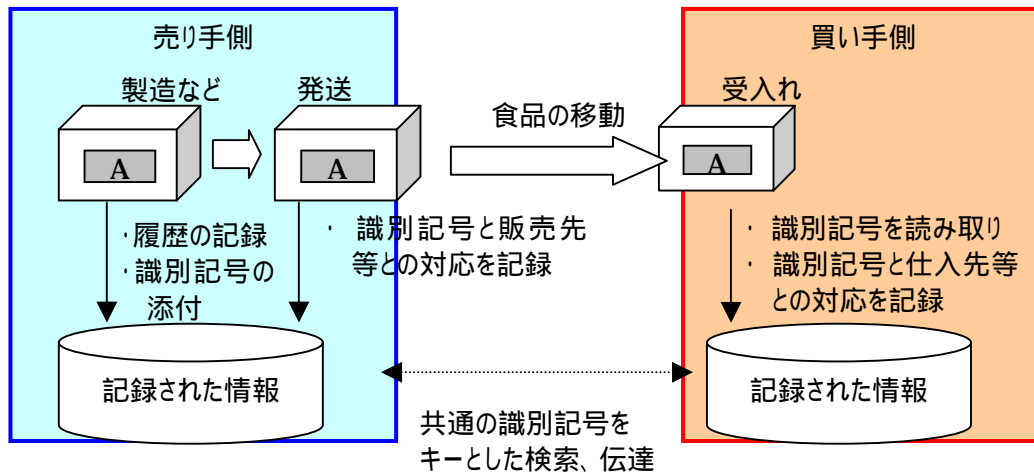 売り手側
買い手側
製造など
発送
受入れ
食品の移動
A
A
A
・履歴の記録
・識別記号の
添付
・ 識別記号と販売先
等との対応を記録
・ 識別記号を読み取り
・ 識別記号と仕入先等
との対応を記録
記録された情報
記録された情報
共通の識別記号を
キーとした検索、伝達